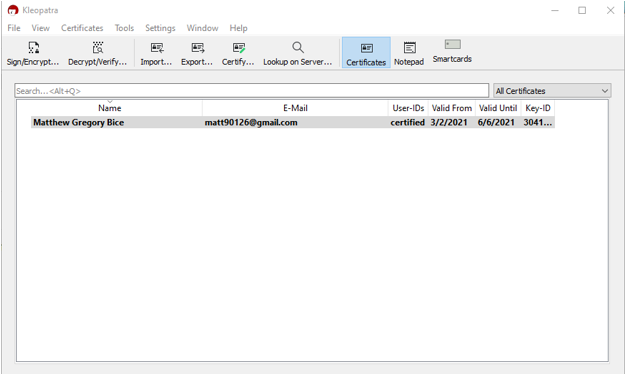 Kleopatra
File View Certificates Tools Settings Window Help
Sign/Encrypt... Decrypt/Verify... Import... Export... Certify... Lookup on Server... Certificates Notepad Smartcards
Search...<Alt+Q> All Certificates
Name E-Mail User-IDs Valid From Valid Until Key-ID
Matthew Gregory Bice matt90126@gmail.com certified 3/2/2021 6/6/2021 3041...